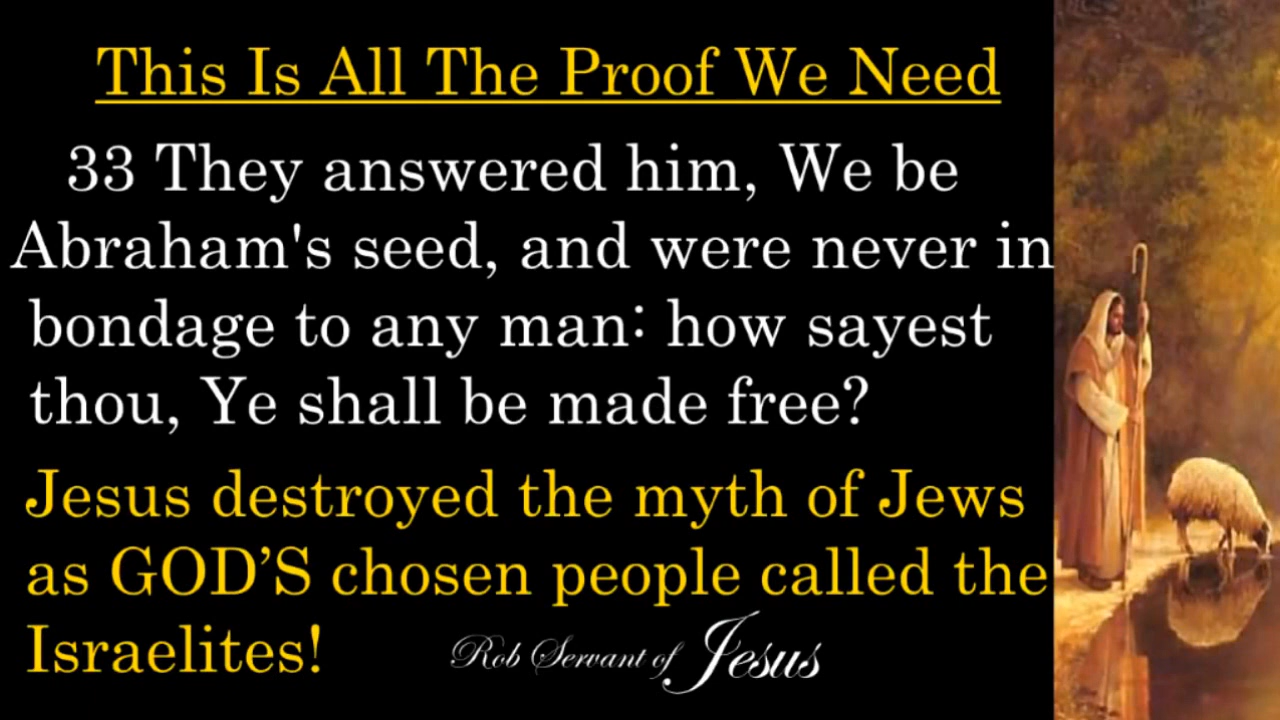 This Is All The Proof We Need
33 They answered him, We be
Abraham's seed, and were never in
bondage to any man: how sayest
thou, Ye shall be made free?
Jesus destroyed the myth of Jews
as GOD’S chosen people called the
Israelites!
Rob Servant of Jesus